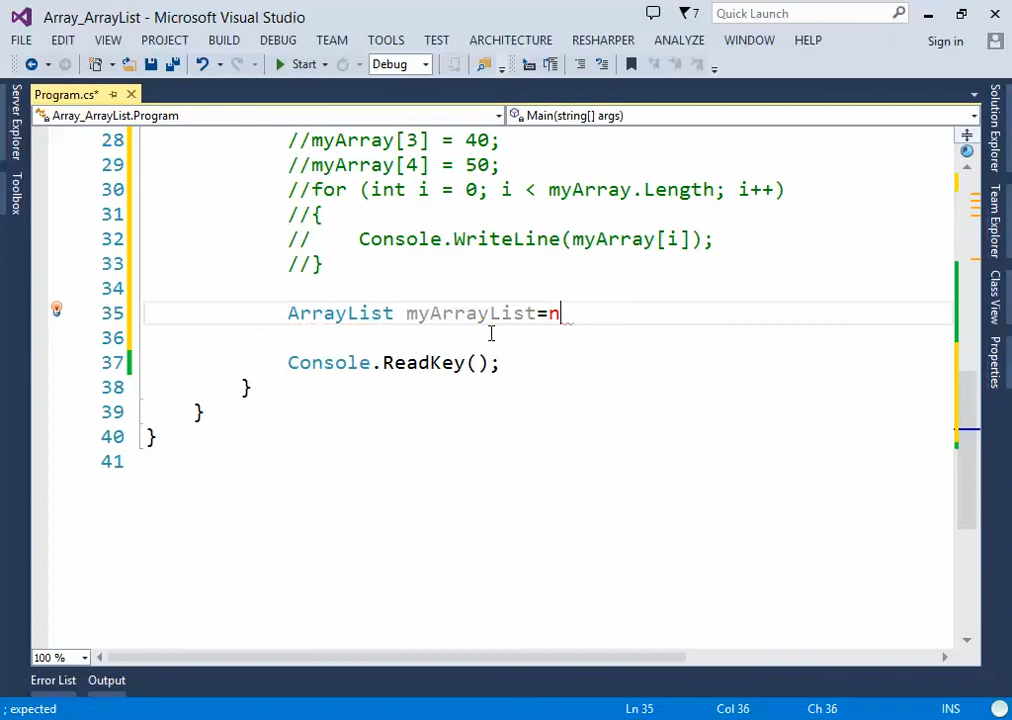 Array_ArrayList - Microsoft Visual Studio
7
Quick Launch
FILE EDIT VIEW PROJECT BUILD DEBUG TEAM TOOLS TEST ARCHITECTURE RESHARPER ANALYZE WINDOW HELP Sign in
Start Debug
Program.cs*
Array_ArrayList.Program Main(string[] args)
28 //myArray[3] = 40;
29 //myArray[4] = 50;
30 //for (int i = 0; i < myArray.Length; i++)
31 //{
32 // Console.WriteLine(myArray[i]);
33 //}
34
35 ArrayList myArrayList=n
36
37 Console.ReadKey();
38 }
39 }
40 }
41
100 %
Error List Output
; expected Ln 35 Col 36 Ch 36 INS
Server Explorer
Toolbox
Solution Explorer
Team Explorer
Class View
Properties